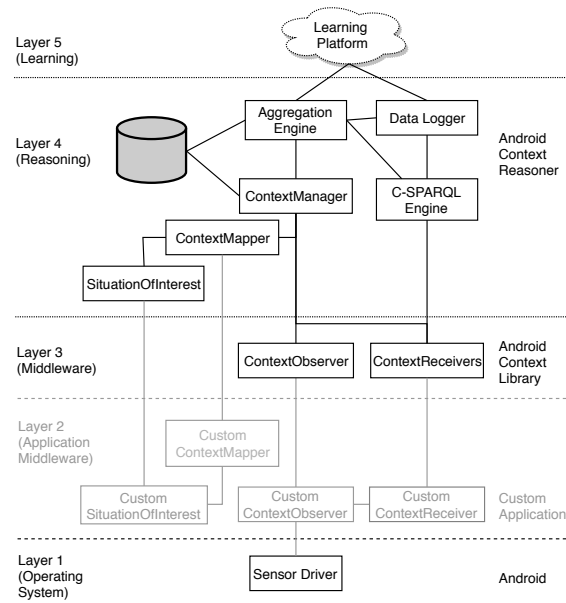 Layer 5
(Learning)
Learning
Platform
Layer 4
(Reasoning)
Aggregation
Engine
Data Logger
Android
Context
Reasoner
ContextManager
C-SPARQL
Engine
ContextMapper
SituationOfInterest
Layer 3
(Middleware)
ContextObserver
ContextReceivers
Android
Context
Library
Layer 2
(Application
Middleware)
Custom
ContextMapper
Custom
SituationOfInterest
Custom
ContextObserver
Custom
ContextReceiver
Custom
Application
Layer 1
(Operating
System)
Sensor Driver
Android